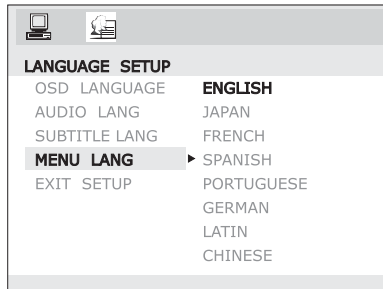 LANGUAGE SETUP
OSD LANGUAGE
AUDIO LANG
SUBTITLE LANG
MENU LANG
EXIT SETUP
ENGLISH
JAPAN
FRENCH
SPANISH
PORTUGUESE
GERMAN
LATIN
CHINESE